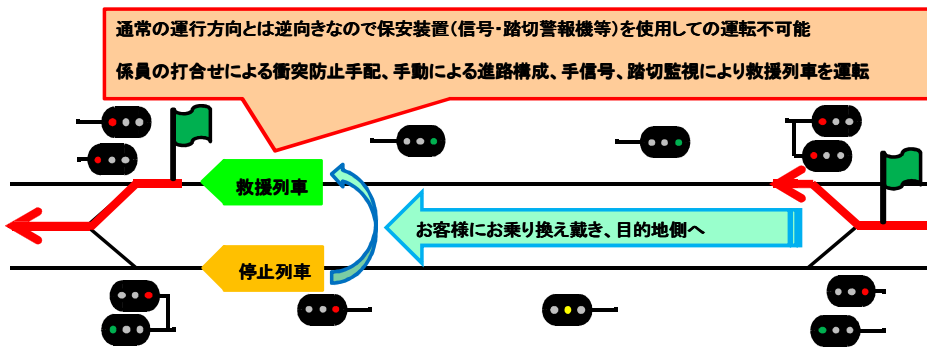 通常の運行方向とは逆向きなので保安装置(信号・踏切警報機等)を使用しての運転不可能
係員の打合せによる衝突防止手配、手動による進路構成、手信号、踏切監視により救援列車を運転
救援列車
お客様にお乗り換え戴き、目的地側へ
停止列車